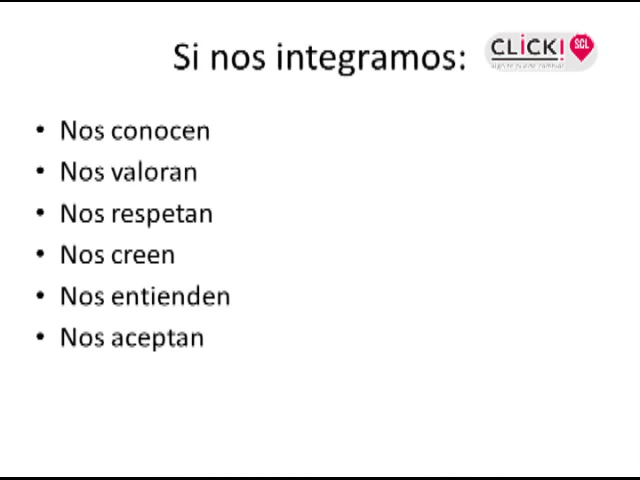 Si nos integramos:
CLiCK!
SCL
• Nos conocen
• Nos valoran
• Nos respetan
• Nos creen
• Nos entienden
• Nos aceptan